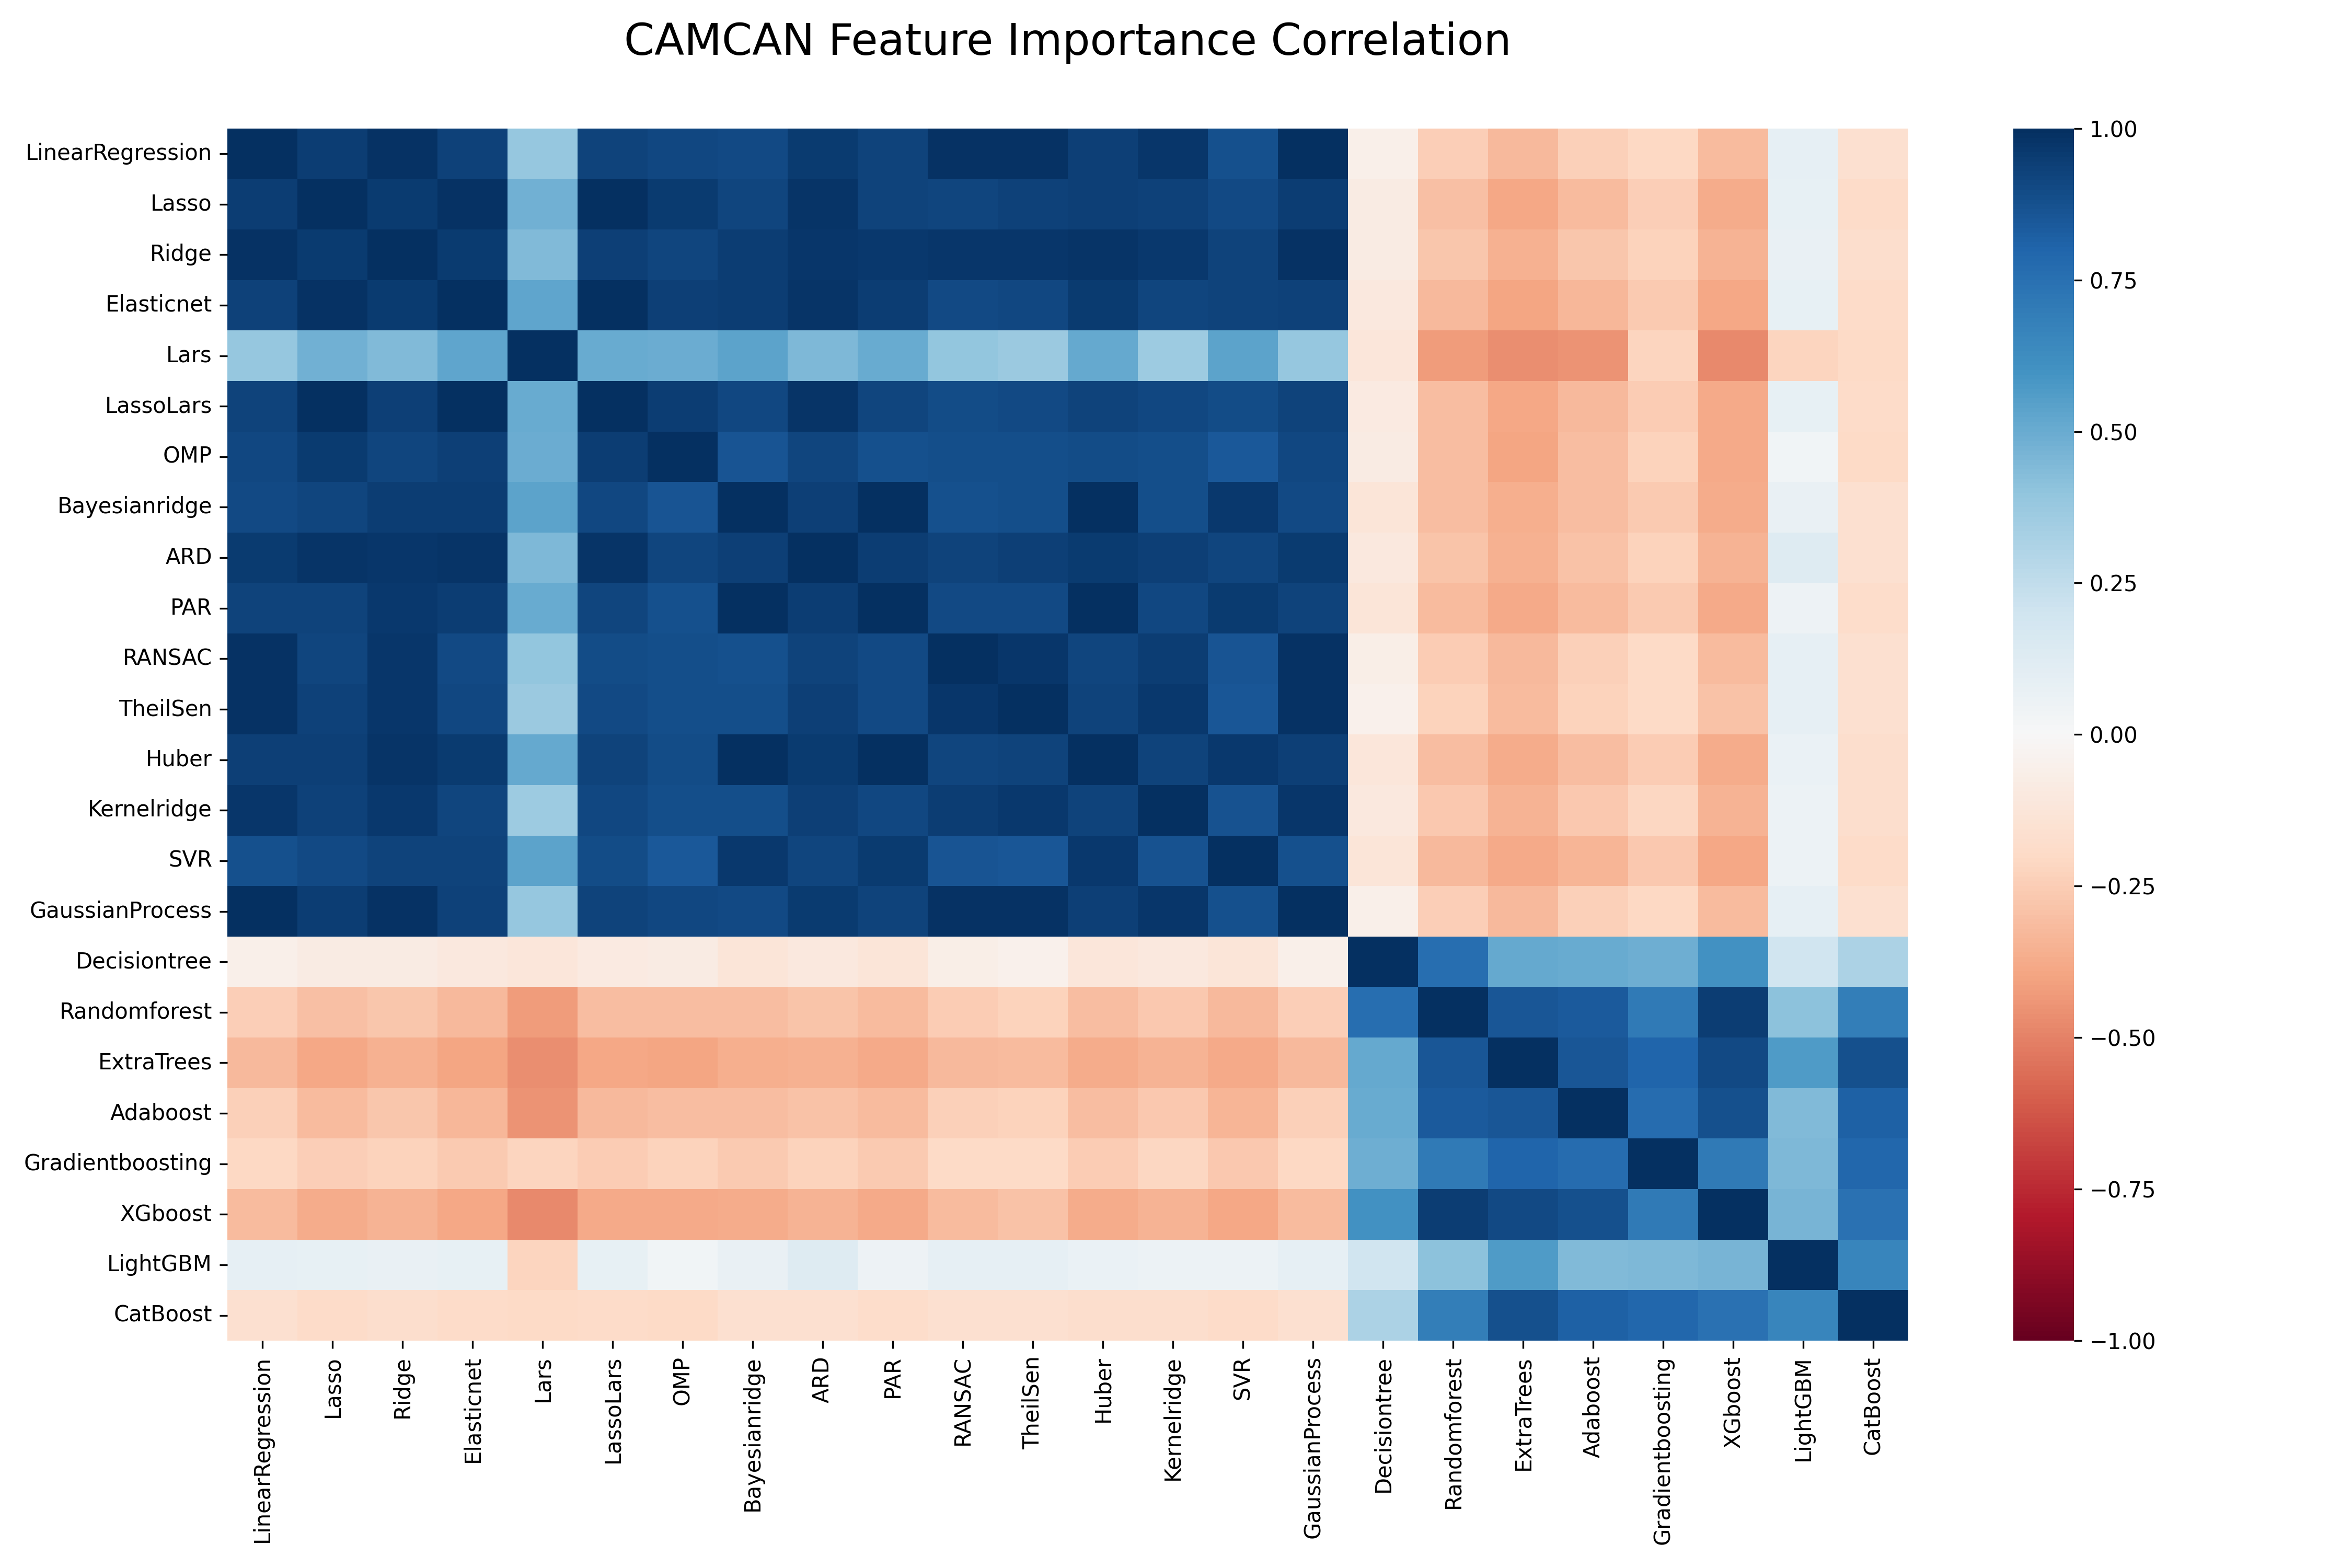 CAMCAN Feature Importance Correlation
LinearRegression
Lasso
Ridge
Elasticnet
Lars
LassoLars
OMP
Bayesianridge
ARD
PAR
RANSAC
TheilSen
Huber
Kernelridge
SVR
GaussianProcess
Decisiontree
Randomforest
ExtraTrees
Adaboost
Gradientboosting
XGboost
LightGBM
CatBoost
LinearRegression
Lasso
Ridge
Elasticnet
Lars
LassoLars
OMP
Bayesianridge
ARD
PAR
RANSAC
TheilSen
Huber
Kernelridge
SVR
GaussianProcess
Decisiontree
Randomforest
ExtraTrees
Adaboost
Gradientboosting
XGboost
LightGBM
CatBoost
1.00
0.75
0.50
0.25
0.00
−0.25
−0.50
−0.75
−1.00